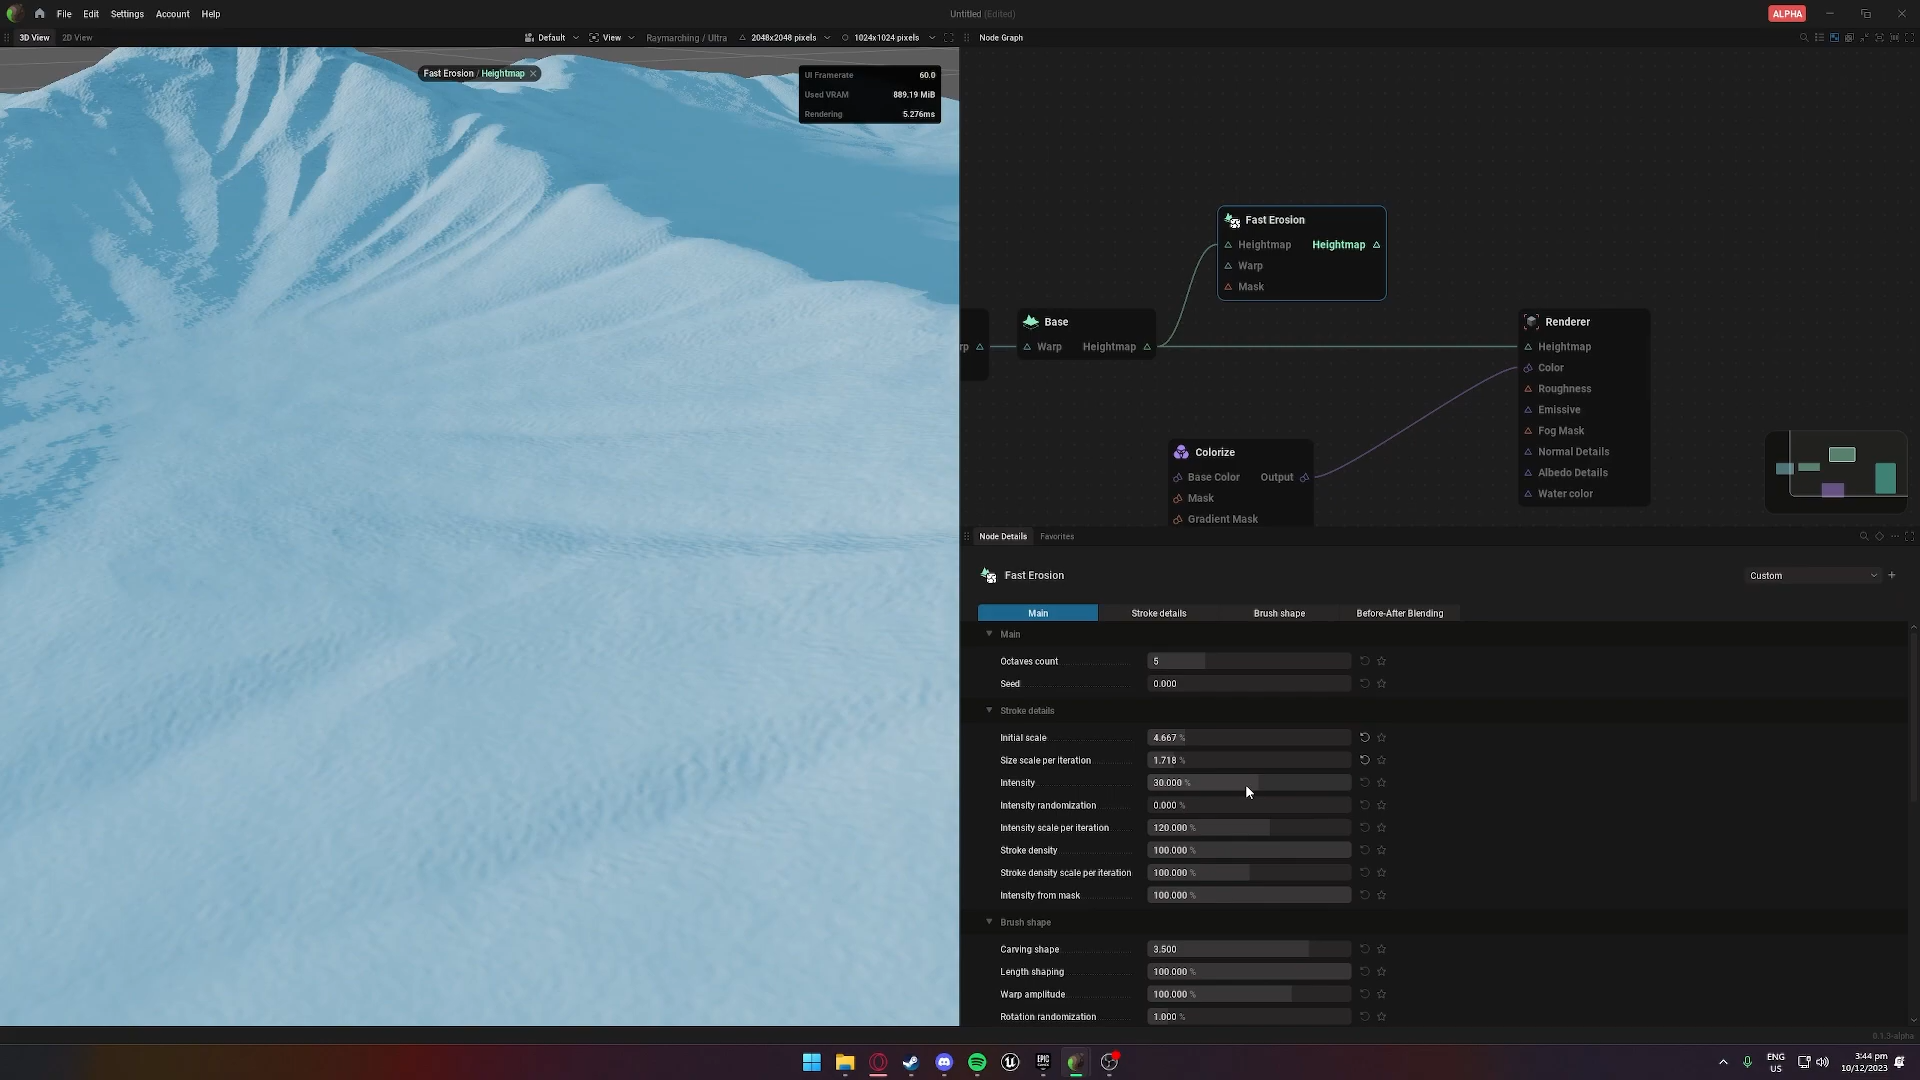 File Edit Settings Account Help
Untitled (Edited)
ALPHA
3D View 2D View
Default View Raymarching / Ultra 2048x2048 pixels 1024x1024 pixels
Node Graph
Fast Erosion / Heightmap
UI Framerate 60.0
Used VRAM 889.19 MiB
Rendering 5.276ms
Fast Erosion
Heightmap Heightmap
Warp
Mask
rp
Base
Warp Heightmap
Renderer
Heightmap
Color
Roughness
Emissive
Fog Mask
Normal Details
Albedo Details
Water color
Colorize
Base Color Output
Mask
Gradient Mask
Node Details Favorites
Fast Erosion
Custom
Main Stroke details Brush shape Before-After Blending
Main
Octaves count 5
Seed 0.000
Stroke details
Initial scale 4.667 %
Size scale per iteration 1.718 %
Intensity 30.000 %
Intensity randomization 0.000 %
Intensity scale per iteration 120.000 %
Stroke density 100.000 %
Stroke density scale per iteration 100.000 %
Intensity from mask 100.000 %
Brush shape
Carving shape 3.500
Length shaping 100.000 %
Warp amplitude 100.000 %
Rotation randomization 1.000 %
0.1.3-alpha
EPIC GAMES
ENG
US
3:44 pm
10/12/2023